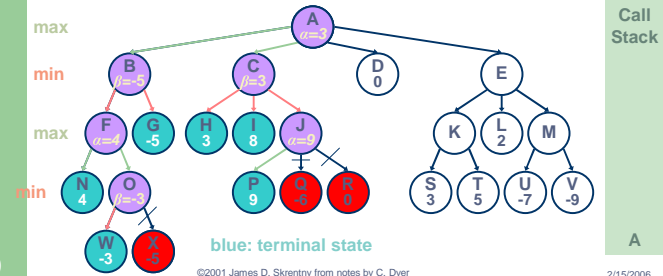 max
A
α=3
Call
Stack
min
B
β=-5
C
β=3
D
0
E
max
F
α=4
G
-5
H
3
I
8
J
α=9
K
L
2
M
min
N
4
O
β=-3
P
9
Q
-6
R
0
S
3
T
5
U
-7
V
-9
W
-3
X
-5
blue: terminal state
A
©2001 James D. Skrentny from notes by C. Dyer
2/15/2006